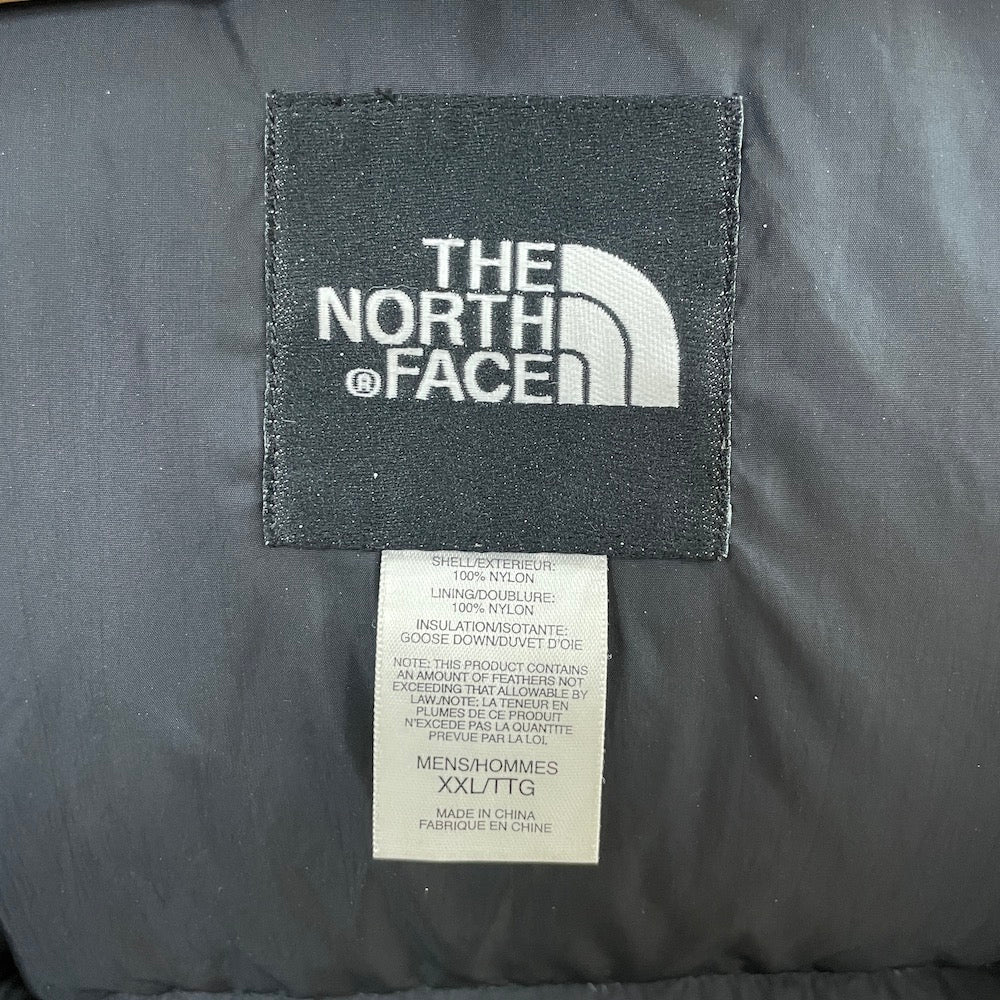 THE
NORTH
®FACE
SHELL/EXTERIEUR:
100% NYLON
LINING/DOUBLURE:
100% NYLON
INSULATION/ISOTANTE:
GOOSE DOWN/DUVET D'OIE
NOTE: THIS PRODUCT CONTAINS
AN AMOUNT OF FEATHERS NOT
EXCEEDING THAT ALLOWABLE BY
LAW./NOTE: LA TENEUR EN
PLUMES DE CE PRODUIT
N'EXCEDE PAS LA QUANTITE
PREVUE PAR LA LOI.
MENS/HOMMES
XXL/TTG
MADE IN CHINA
FABRIQUE EN CHINE